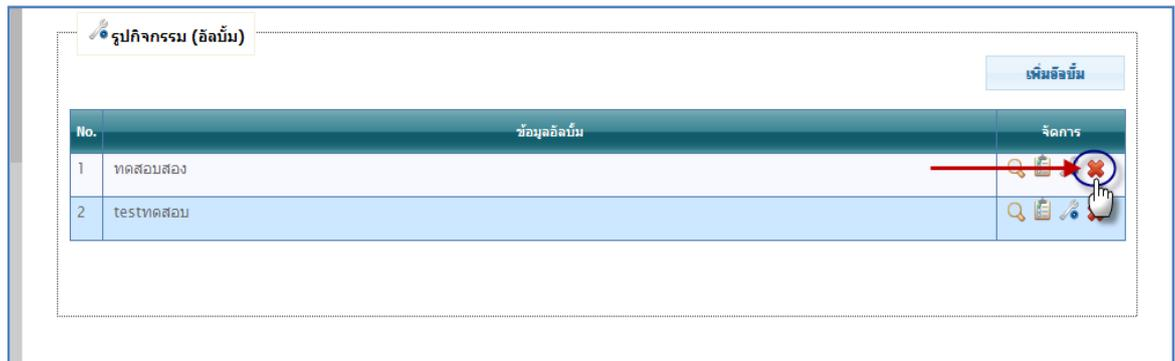 รูปกิจกรรม (อัลบั้ม)
เพิ่มอัลบั้ม
No. ข้อมูลอัลบั้ม จัดการ
1 ทดสอบสอง
2 testทดสอบ